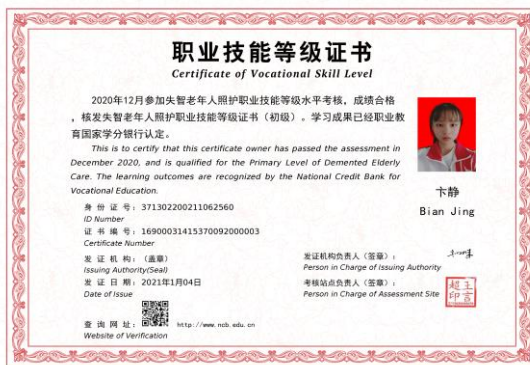 职业技能等级证书
Certificate of Vocational Skill Level
2020年12月参加失智老年人照护职业技能等级水平考核，成绩合格
，核发失智老年人照护职业技能等级证书（初级）。学习成果已经职业教
育国家学分银行认定。
This is to certify that this certificate owner has passed the assessment in
December 2020, and is qualified for the Primary Level of Demented Elderly
Care. The learning outcomes are recognized by the National Credit Bank for
Vocational Education.
卞静
Bian Jing
身 份 证 号：371302200211062560
ID Number
证 书 编 号：16900031415370092000003
Certificate Number
发 证 机 构：（盖章）
Issuing Authority(Seal)
发 证 日 期：2021年1月04日
Date of Issue
发证机构负责人（签章）：
Person in Charge of Issuing Authority
考核站点负责人（签章）：
Person in Charge of Assessment Site
查 询 网 址：
http://www.ncb.edu.cn
Website of Verification